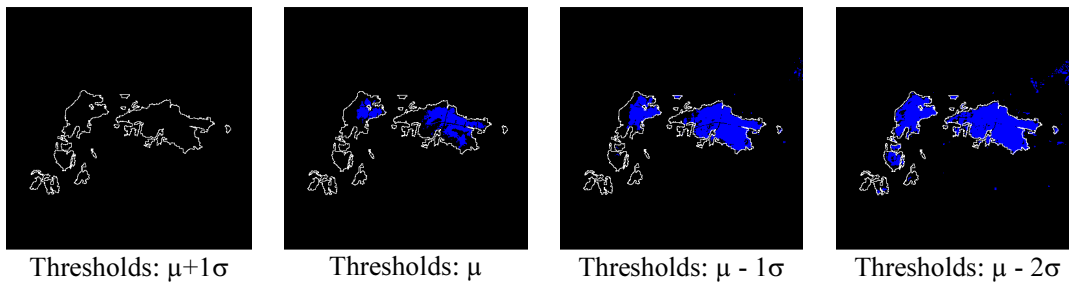 Thresholds: μ+1σ
Thresholds: μ
Thresholds: μ - 1σ
Thresholds: μ - 2σ